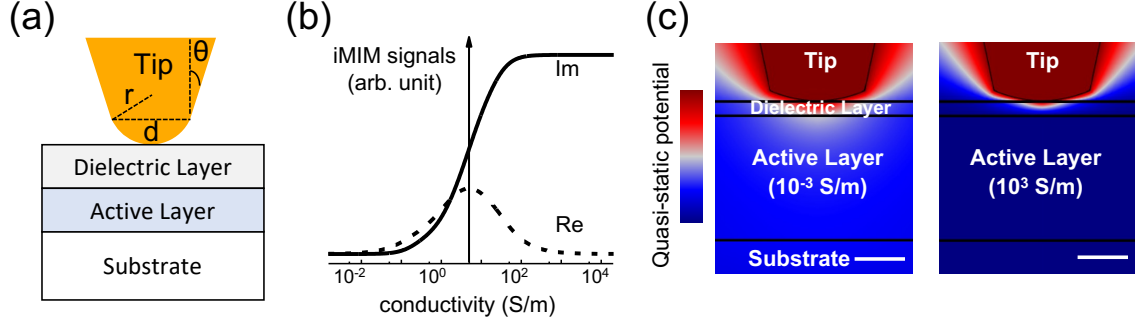 (a)
Tip
θ
r
d
Dielectric Layer
Active Layer
Substrate
(b)
iMIM signals
(arb. unit)
Im
Re
10⁻² 10⁰ 10² 10⁴
conductivity (S/m)
(c)
Quasi-static potential
Tip
Dielectric Layer
Active Layer
(10⁻³ S/m)
Substrate
Tip
Active Layer
(10³ S/m)